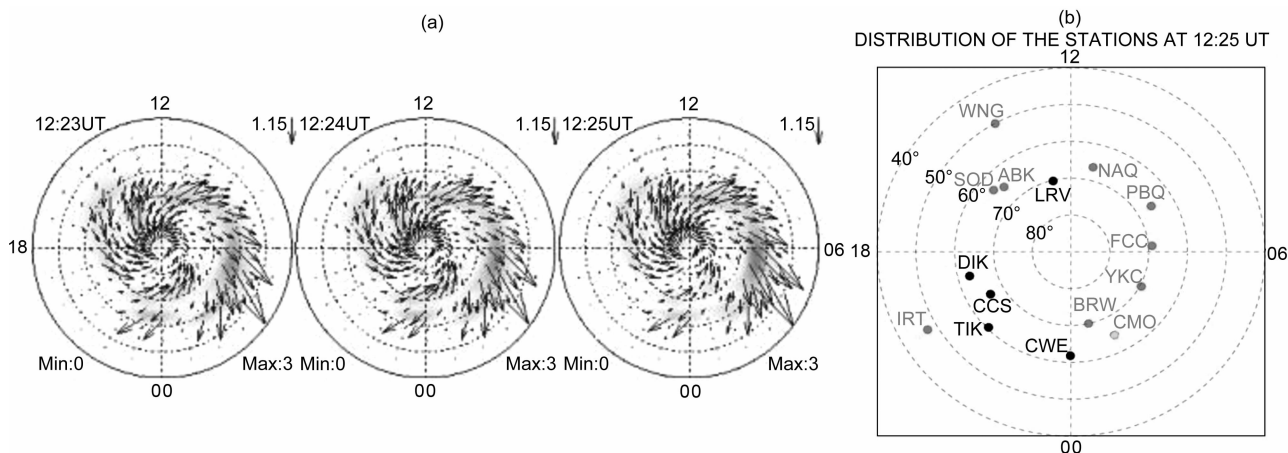 (a)
(b)
DISTRIBUTION OF THE STATIONS AT 12:25 UT
12
12:23UT
12
1.15
12:24UT
12
1.15
12:25UT
12
1.15
18
06
Min:0
Max:3
Min:0
Max:3
Min:0
Max:3
00
00
00
WNG
40°
50°
SOD
ABK
60°
LRV
NAQ
PBQ
70°
80°
FCC
18
06
DIK
YKC
CCS
BRW
IRT
TIK
CMO
CWE
00